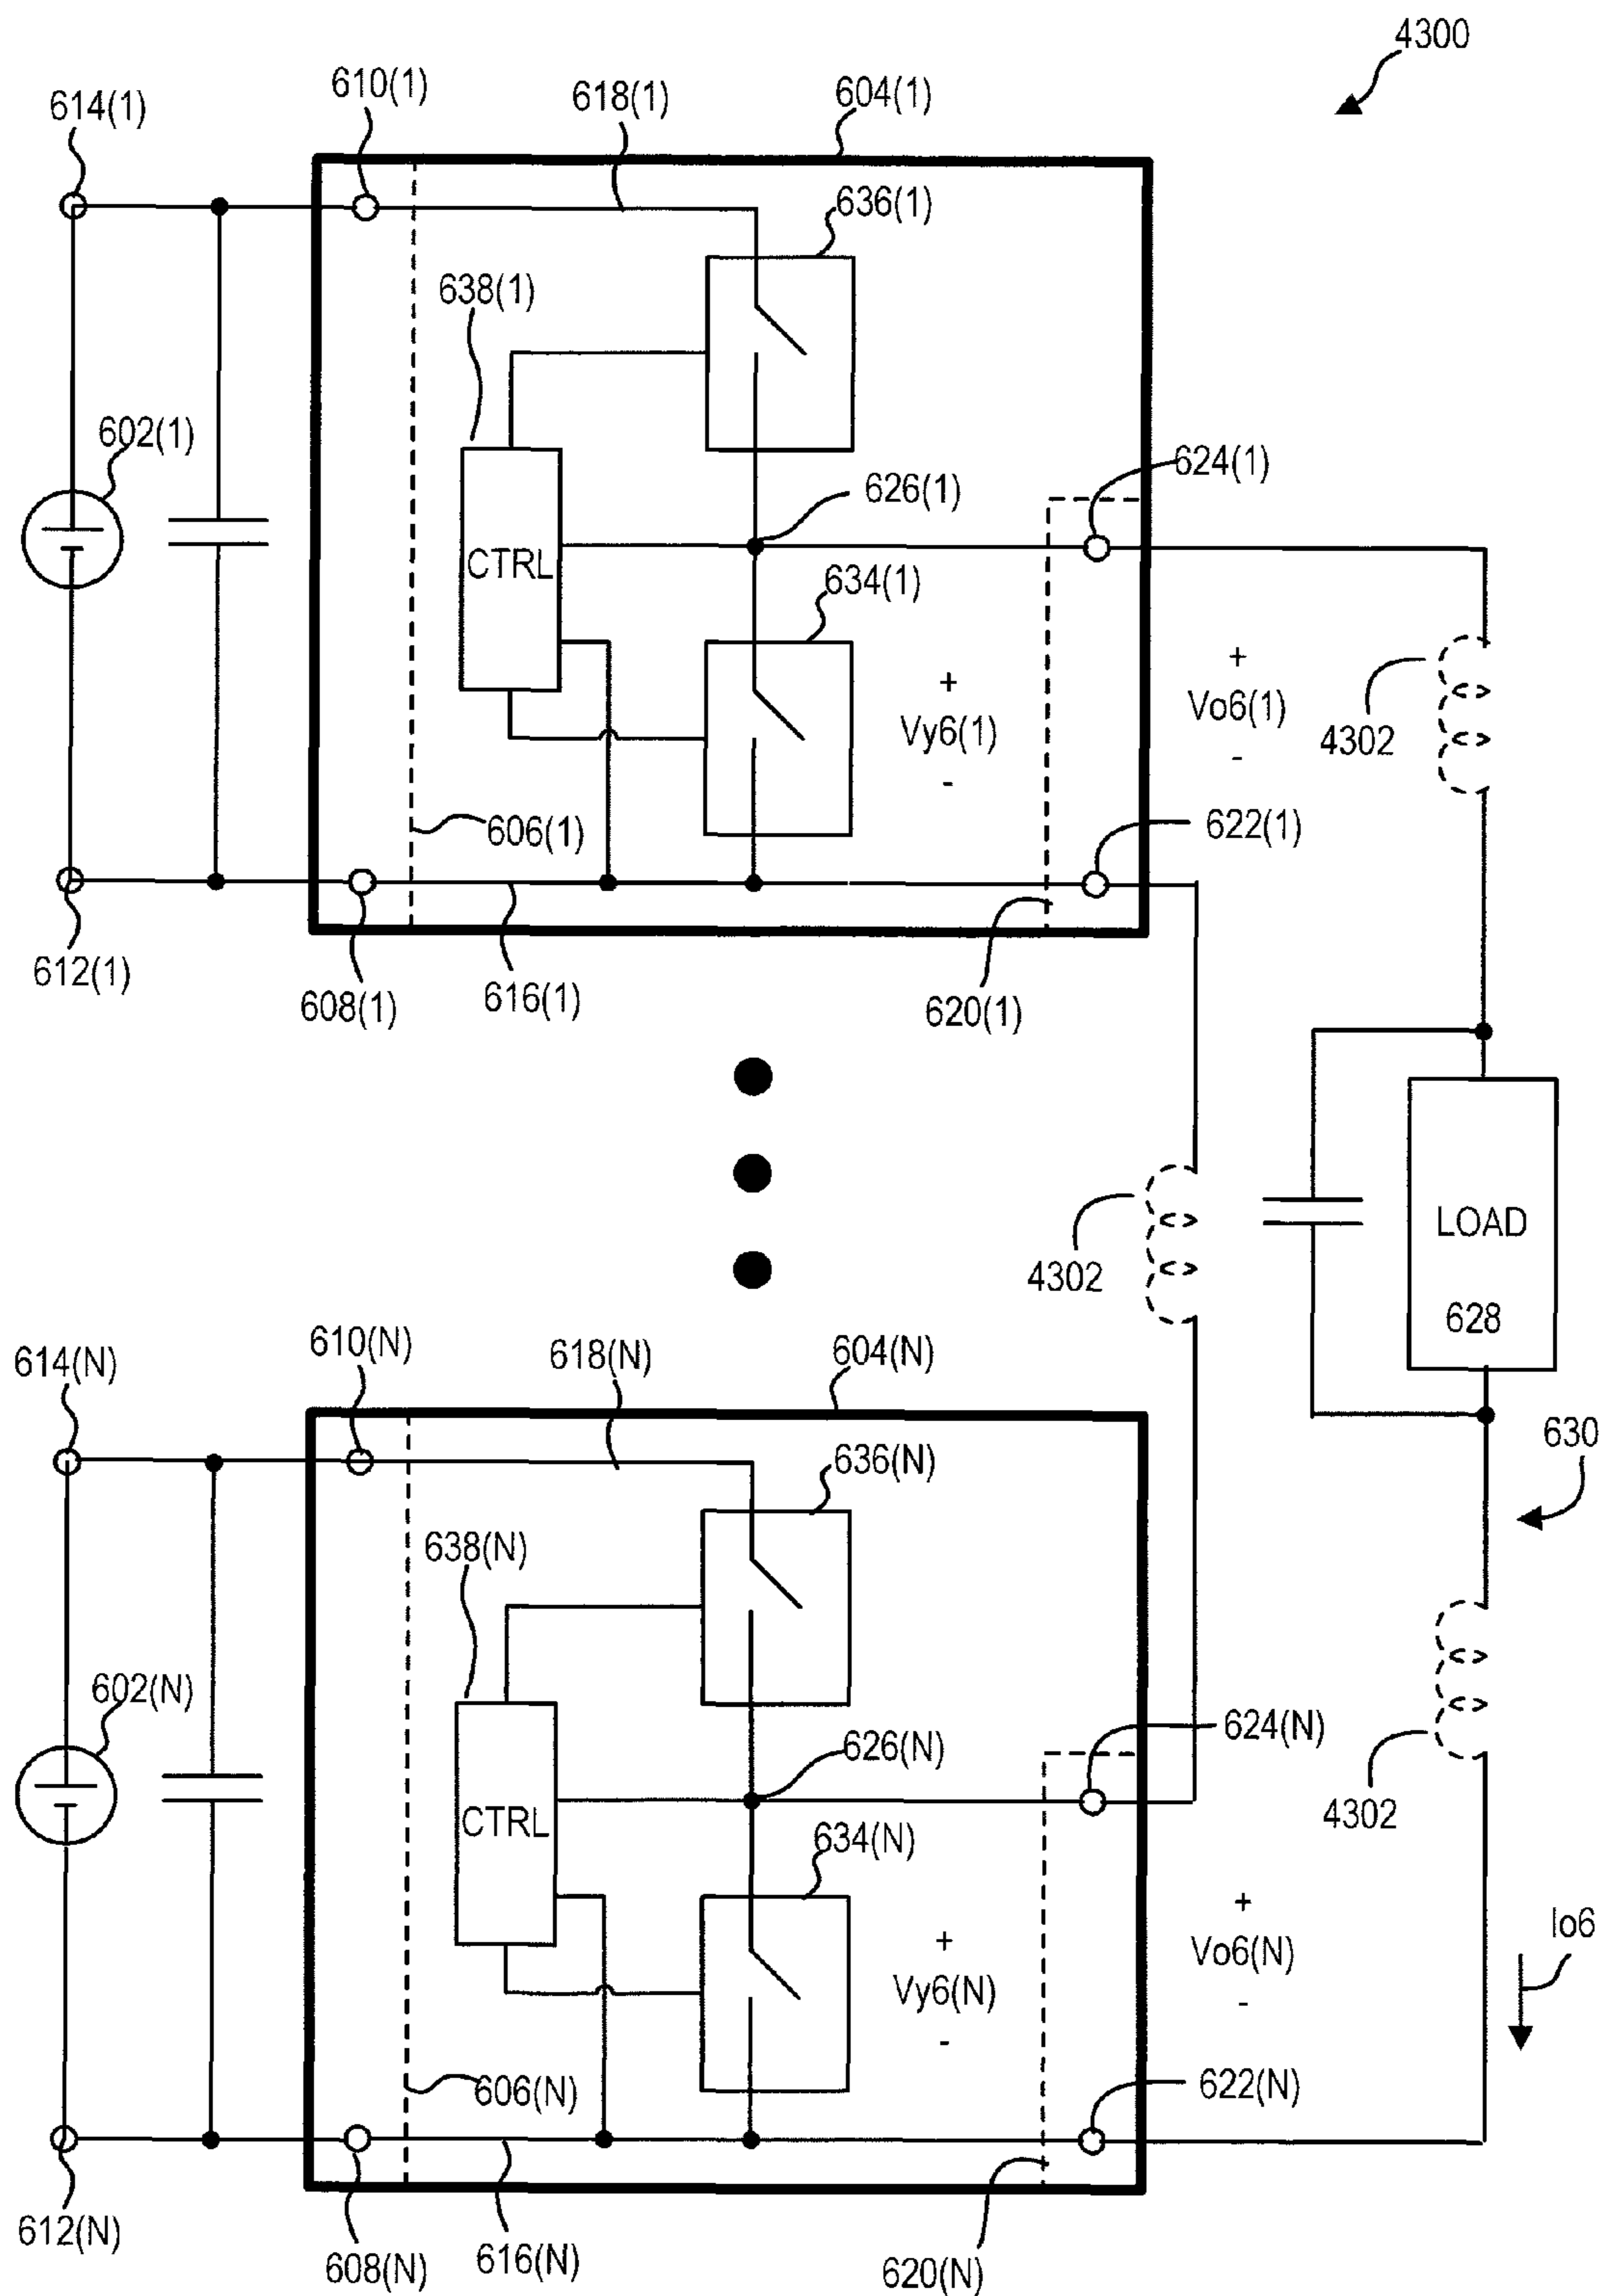 4300
614(1)
610(1)
618(1)
604(1)
636(1)
638(1)
602(1)
624(1)
626(1)
CTRL
634(1)
+
Vy6(1)
-
+
Vo6(1)
-
4302
606(1)
622(1)
612(1)
608(1)
616(1)
620(1)
4302
LOAD
628
614(N)
610(N)
618(N)
604(N)
630
636(N)
638(N)
602(N)
624(N)
626(N)
CTRL
634(N)
4302
+
Vy6(N)
-
+
Vo6(N)
-
Io6
606(N)
622(N)
612(N)
608(N)
616(N)
620(N)